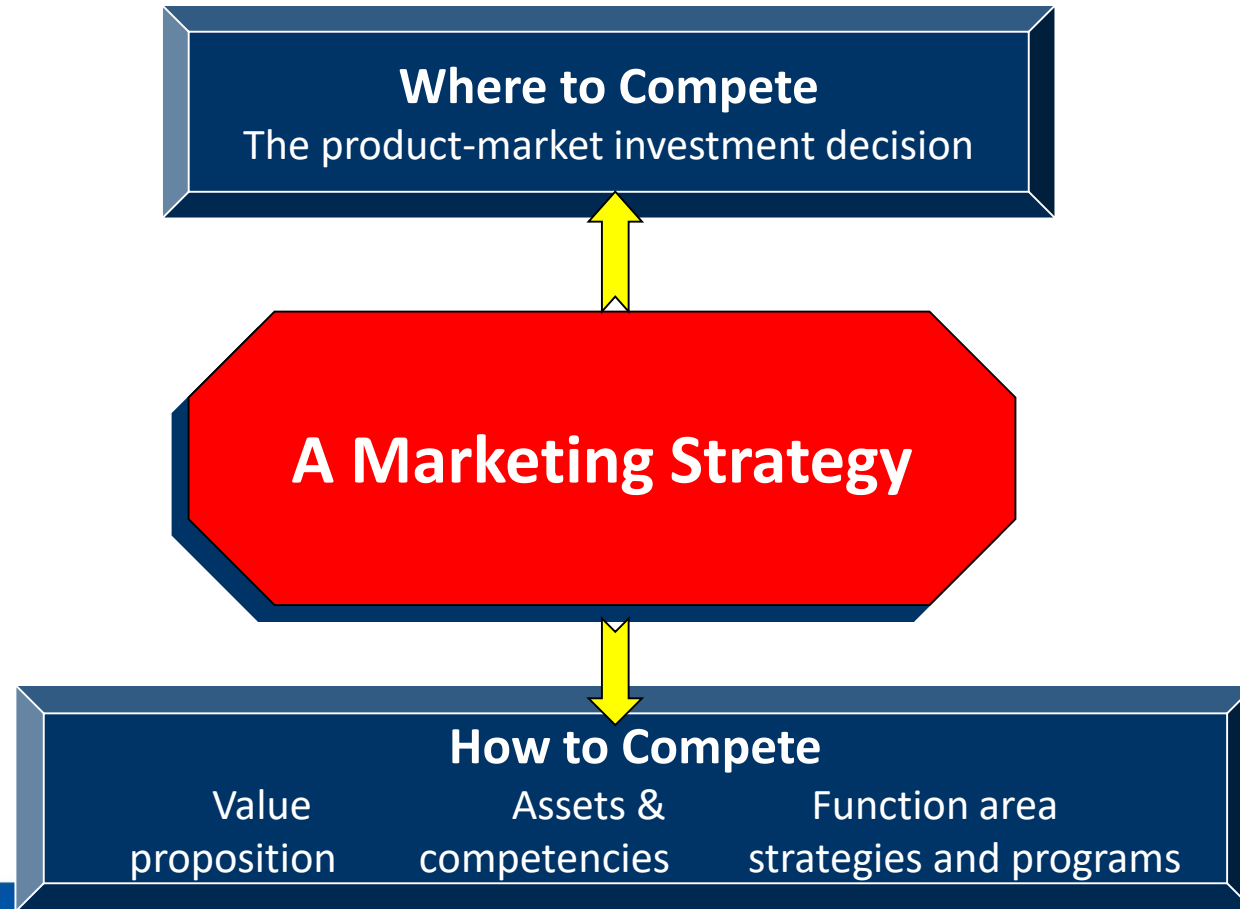 Where to Compete
The product-market investment decision
A Marketing Strategy
How to Compete
Value Assets & Function area
proposition competencies strategies and programs